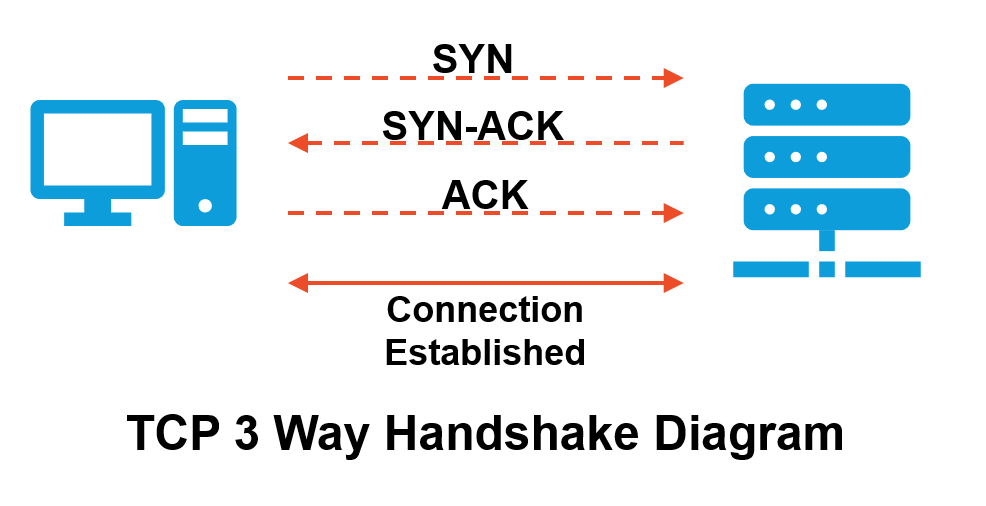 SYN
SYN-ACK
ACK
Connection
Established
TCP 3 Way Handshake Diagram